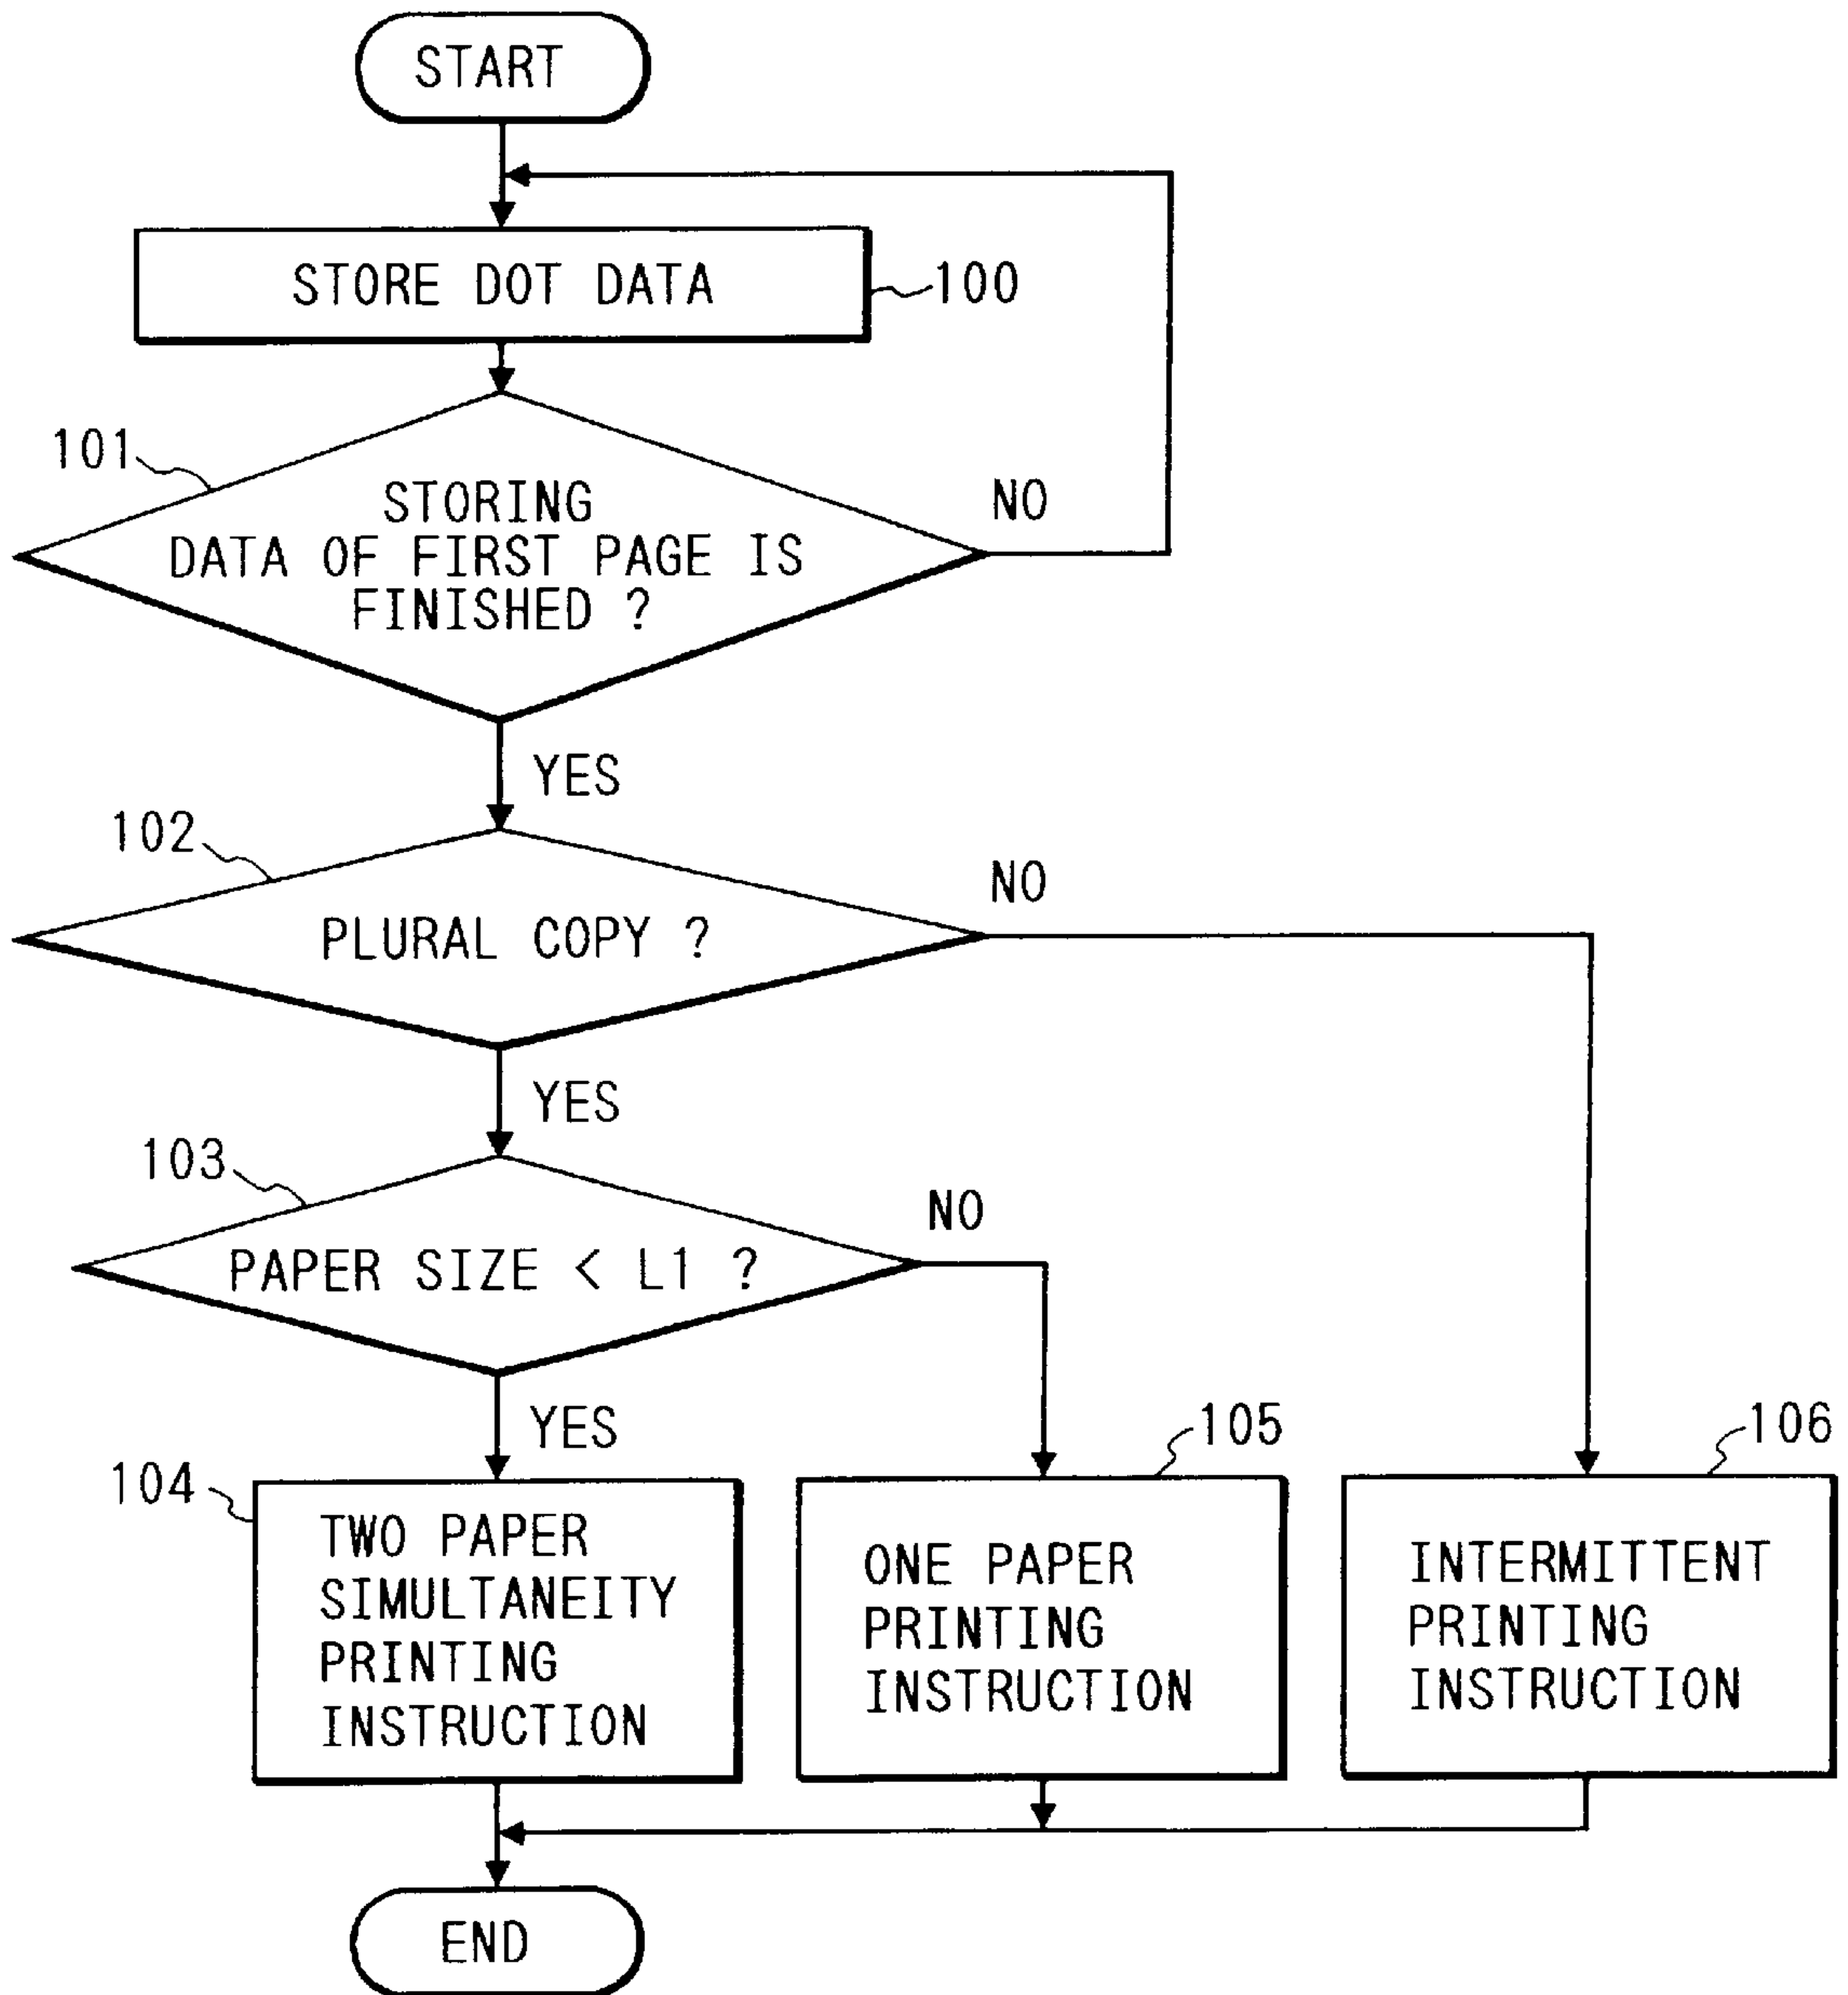 START
STORE DOT DATA
100
101
STORING
DATA OF FIRST PAGE IS
FINISHED ?
NO
YES
102
PLURAL COPY ?
NO
YES
103
PAPER SIZE < L1 ?
NO
YES
104
TWO PAPER
SIMULTANEITY
PRINTING
INSTRUCTION
105
ONE PAPER
PRINTING
INSTRUCTION
106
INTERMITTENT
PRINTING
INSTRUCTION
END